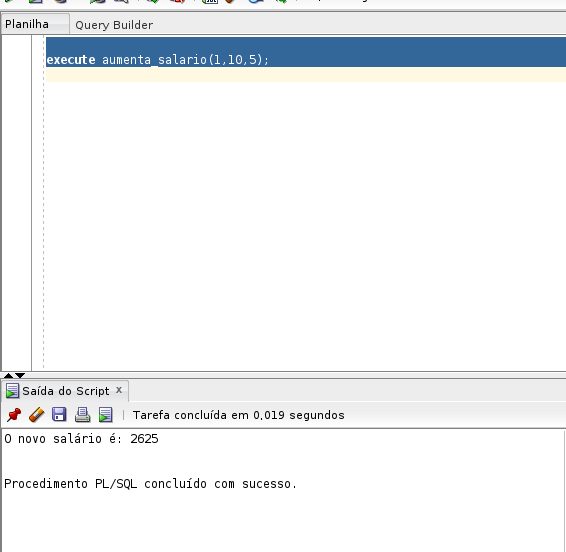 Planilha
Query Builder
execute aumenta_salario(1,10,5);
Saída do Script x
Tarefa concluída em 0,019 segundos
O novo salário é: 2625
Procedimento PL/SQL concluído com sucesso.